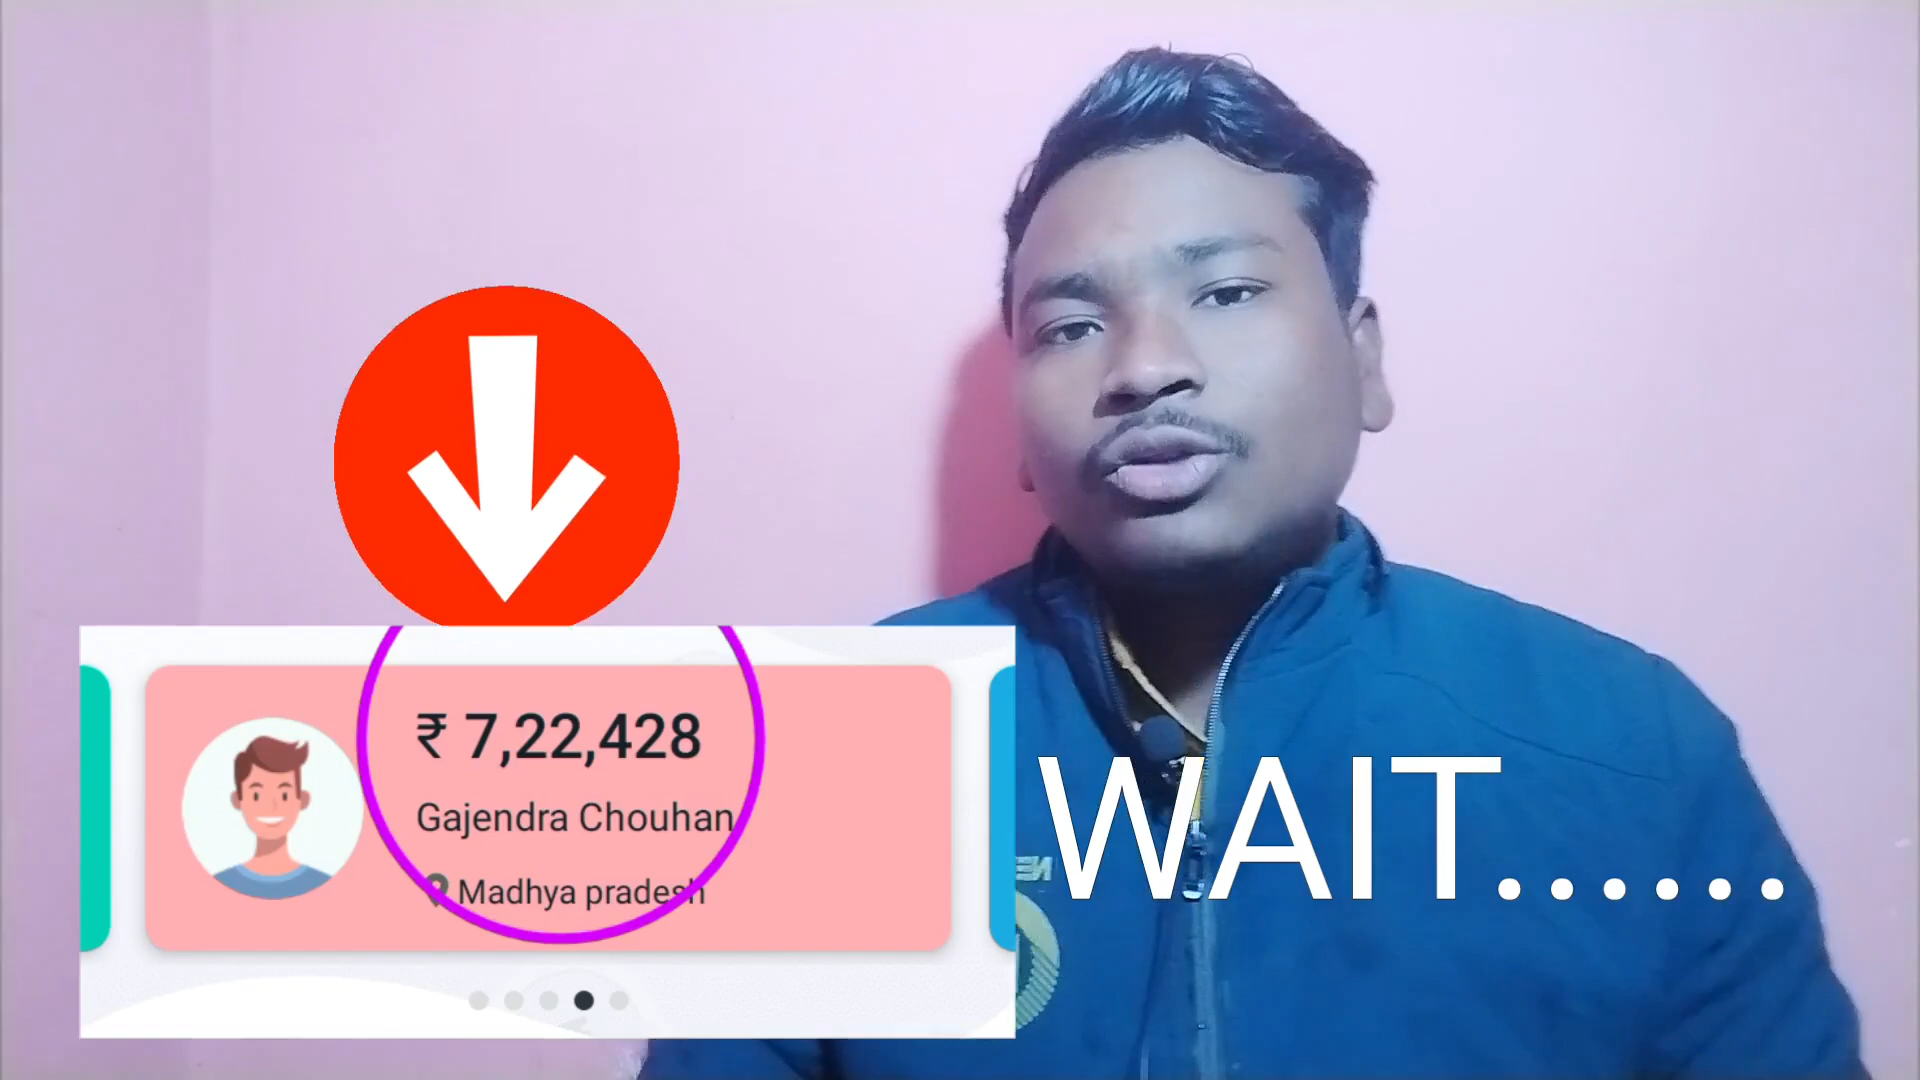 ₹ 7,22,428
Gajendra Chouhan
Madhya pradesh
WAIT......